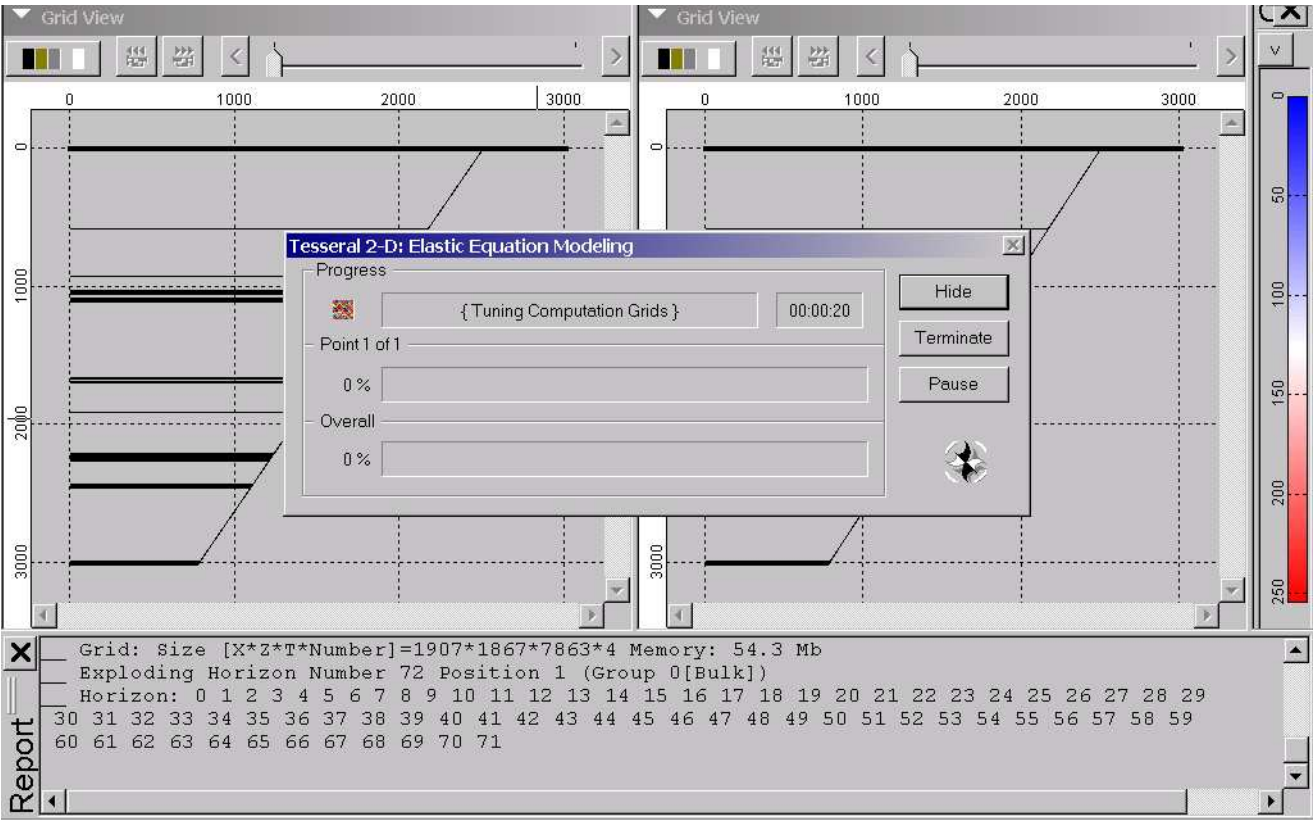 Grid View
Grid View
0 1000 2000 3000
0 1000 2000 3000
0
1000
2000
3000
0
3000
v
0
50
100
150
200
250
Tesseral 2-D: Elastic Equation Modeling
Progress
{ Tuning Computation Grids } 00:00:20
Point 1 of 1
0 %
Overall
0 %
Hide
Terminate
Pause
Report
__ Grid: Size [X*Z*T*Number]=1907*1867*7863*4 Memory: 54.3 Mb
__ Exploding Horizon Number 72 Position 1 (Group 0[Bulk])
__ Horizon: 0 1 2 3 4 5 6 7 8 9 10 11 12 13 14 15 16 17 18 19 20 21 22 23 24 25 26 27 28 29
30 31 32 33 34 35 36 37 38 39 40 41 42 43 44 45 46 47 48 49 50 51 52 53 54 55 56 57 58 59
60 61 62 63 64 65 66 67 68 69 70 71